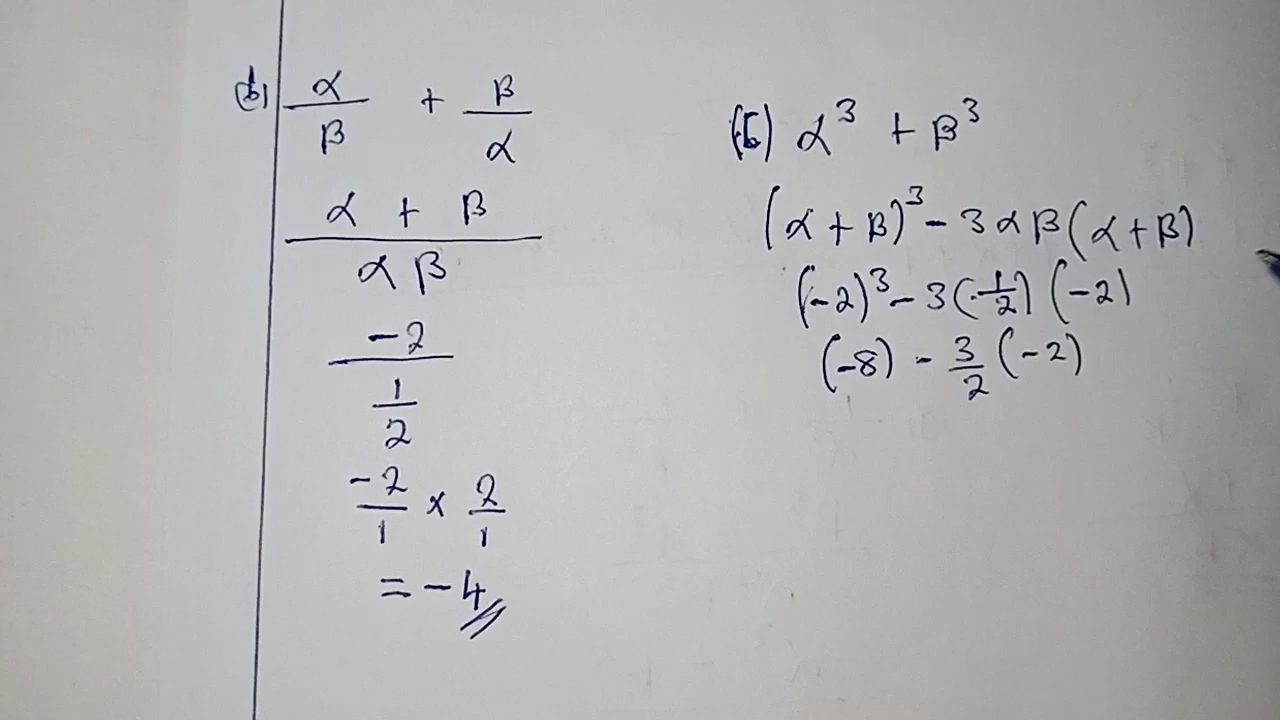 (b) α/β + β/α
α + β / αβ
-2 / 1/2
-2/1 × 2/1
= -4
(c) α³ + β³
(α + β)³ - 3αβ(α + β)
(-2)³ - 3(1/2)(-2)
(-8) - 3/2(-2)